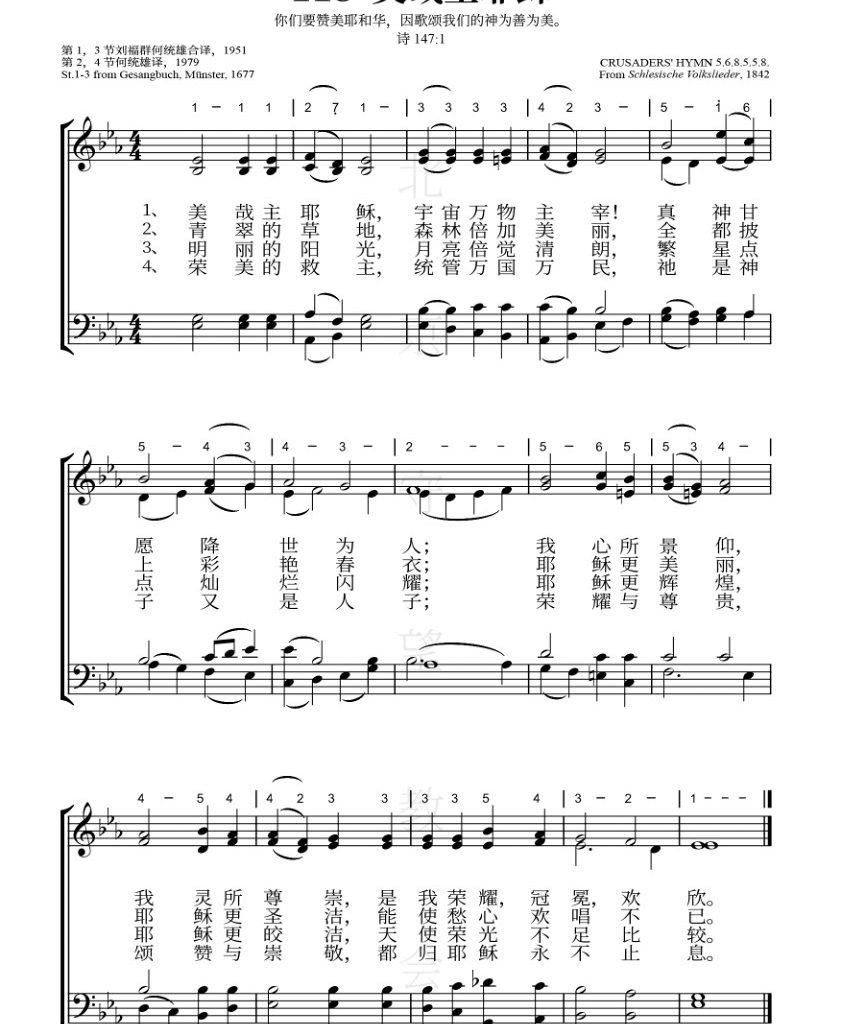 你们要赞美耶和华，因歌颂我们的神为善为美。
诗 147:1
第 1，3 节刘福群何统雄合译，1951
第 2，4 节何统雄译，1979
St.1-3 from Gesangbuch, Münster, 1677
CRUSADERS' HYMN 5.6.8.5.5.8.
From Schlesische Volkslieder, 1842
1 – 1 1 | 2 7̣ 1 – | 3 3 3 3 | 4 2 3 – | 5 – i 6 |
1、美哉主耶稣，宇宙万物主宰！真神甘
2、青翠的草地，森林倍加美丽，全都披
3、明丽的阳光，月亮倍觉清朗，繁星点
4、荣美的救主，统管万国万民，祂是神
5 – 4 3 | 4 – 3 – | 2 - - - | 5 – 6 5 | 5 3 4 – |
愿降世为人；我心所景仰，
上彩艳春衣；耶稣更美丽，
点灿烂闪耀；耶稣更辉煌，
子又是人子；荣耀与尊贵，
4 – 5 4 | 4 2 3 3 | 3 3 5 4 | 3 – 2 – | 1 - - - ‖
我灵所尊崇，是我荣耀，冠冕，欢欣。
耶稣更圣洁，能使愁心欢唱不已。
耶稣更皎洁，天使荣光不足比较。
颂赞与崇敬，都归耶稣永不止息。
北京守望教会